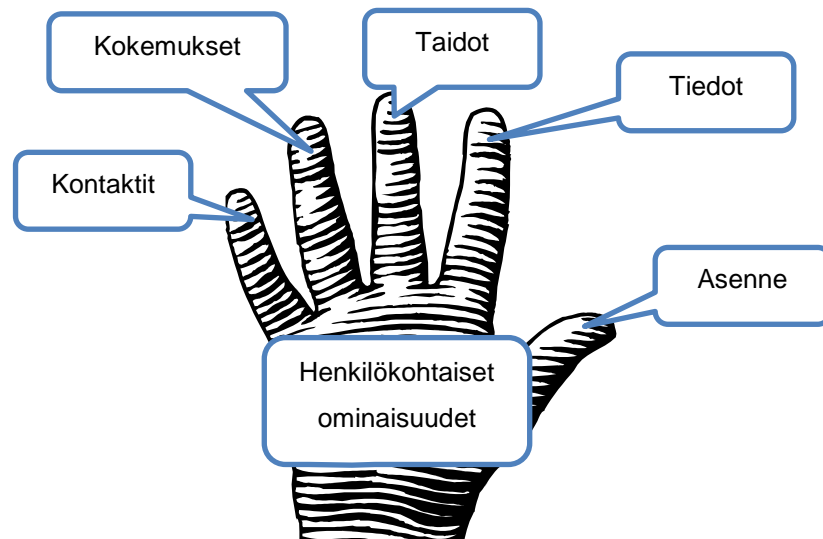 Kokemukset
Taidot
Tiedot
Kontaktit
Asenne
Henkilökohtaiset
ominaisuudet